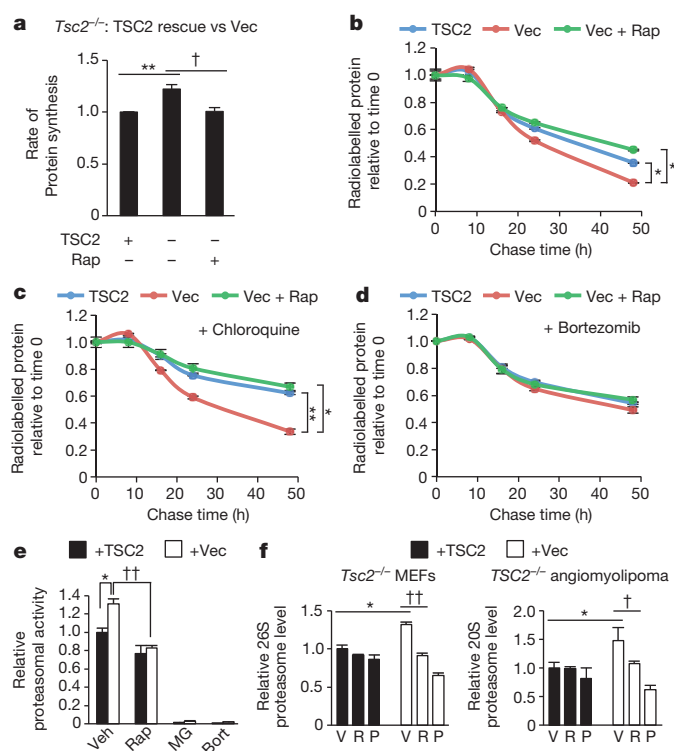 a
Tsc2–/–: TSC2 rescue vs Vec
Rate of
Protein synthesis
1.5
1.0
0.5
0
** †
TSC2 + – –
Rap – – +
b
TSC2 Vec Vec + Rap
Radiolabelled protein
relative to time 0
1.2
1.0
0.8
0.6
0.4
0.2
0
* *
0 10 20 30 40 50
Chase time (h)
c
TSC2 Vec Vec + Rap
+ Chloroquine
Radiolabelled protein
relative to time 0
1.2
1.0
0.8
0.6
0.4
0.2
0
** *
0 10 20 30 40 50
Chase time (h)
d
TSC2 Vec Vec + Rap
+ Bortezomib
Radiolabelled protein
relative to time 0
1.2
1.0
0.8
0.6
0.4
0.2
0
0 10 20 30 40 50
Chase time (h)
e
+TSC2 +Vec
Relative
proteasomal activity
1.4
1.2
1.0
0.8
0.6
0.4
0.2
0
* ††
Veh Rap MG Bort
f
+TSC2 +Vec
Tsc2–/– MEFs
Relative 26S
proteasome level
1.5
1.0
0.5
0
* ††
V R P V R P
TSC2–/– angiomyolipoma
Relative 20S
proteasome level
2.0
1.5
1.0
0.5
0
* †
V R P V R P